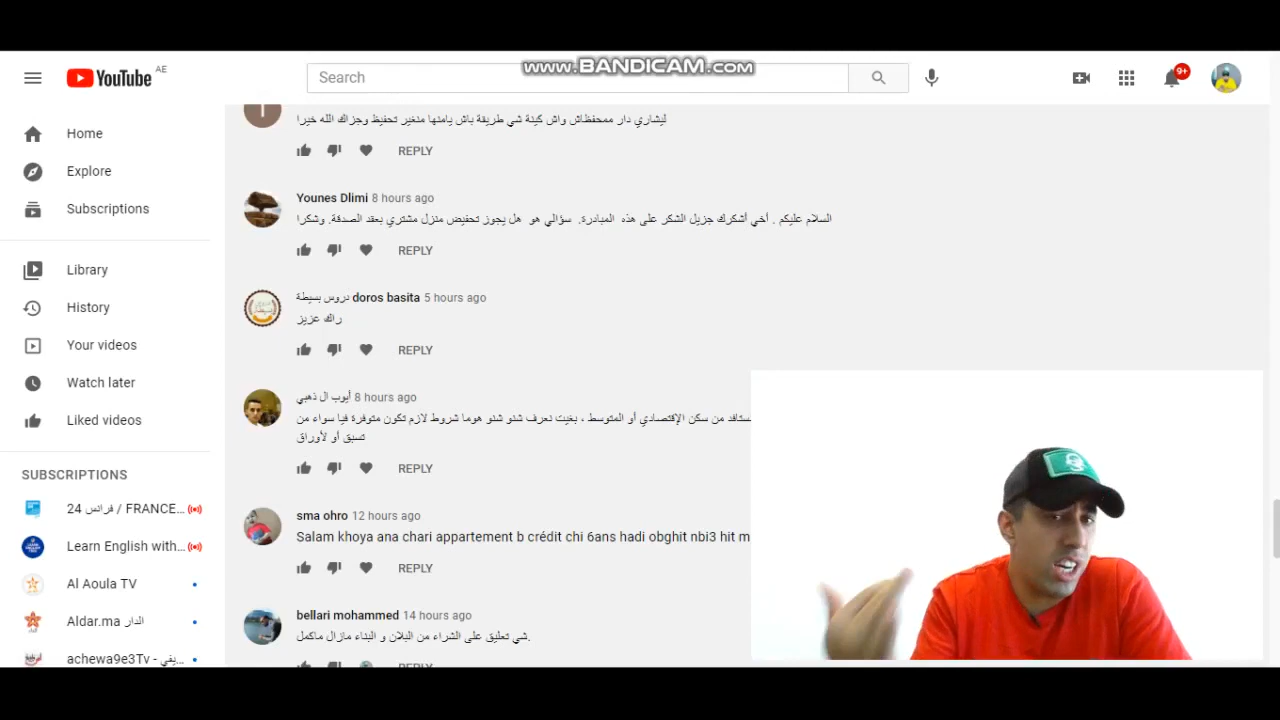 www.BANDICAM.com
YouTube AE
Search
9+
Home
Explore
Subscriptions
Library
History
Your videos
Watch later
Liked videos
SUBSCRIPTIONS
فرانس 24 / FRANCE...
Learn English with...
Al Aoula TV
Aldar.ma الدار
achewa9e3Tv -
ليشاري دار ممحفظاش واش كينة شي طريقة باش يامنها منغير تحفيظ وجزاك الله خيرا
REPLY
Younes Dlimi 8 hours ago
السلام عليكم . أخي أشكرك جزيل الشكر على هذه المبادرة. سؤالي هو هل يجوز تحفيض منزل مشتري بعقد الصدقة. وشكرا
REPLY
دروس بسيطة doros basita 5 hours ago
راك عزيز
REPLY
أيوب ال ذهبي 8 hours ago
ستافد من سكن الإقتصادي أو المتوسط ، بغيت نعرف شنو شنو هوما شروط لازم تكون متوفرة فيا سواء من
تسبق أو لأوراق
REPLY
sma ohro 12 hours ago
Salam khoya ana chari appartement b crédit chi 6ans hadi obghit nbi3 hit m
REPLY
bellari mohammed 14 hours ago
شي تعليق على الشراء من البلان و البناء مازال ماكمل.
REPLY